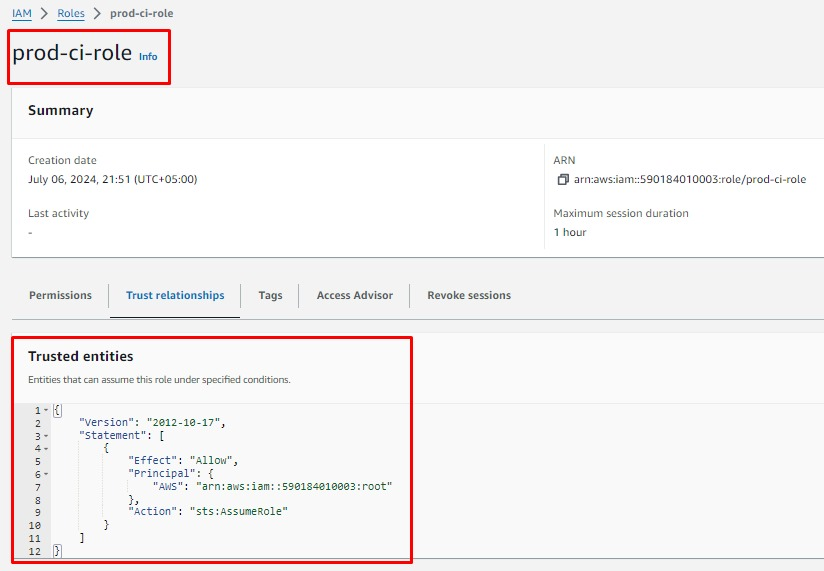 IAM > Roles > prod-ci-role
prod-ci-role Info
Summary
Creation date
July 06, 2024, 21:51 (UTC+05:00)
ARN
arn:aws:iam::590184010003:role/prod-ci-role
Last activity
-
Maximum session duration
1 hour
Permissions Trust relationships Tags Access Advisor Revoke sessions
Trusted entities
Entities that can assume this role under specified conditions.
1 {
2     "Version": "2012-10-17",
3     "Statement": [
4         {
5             "Effect": "Allow",
6             "Principal": {
7                 "AWS": "arn:aws:iam::590184010003:root"
8             },
9             "Action": "sts:AssumeRole"
10         }
11     ]
12 }